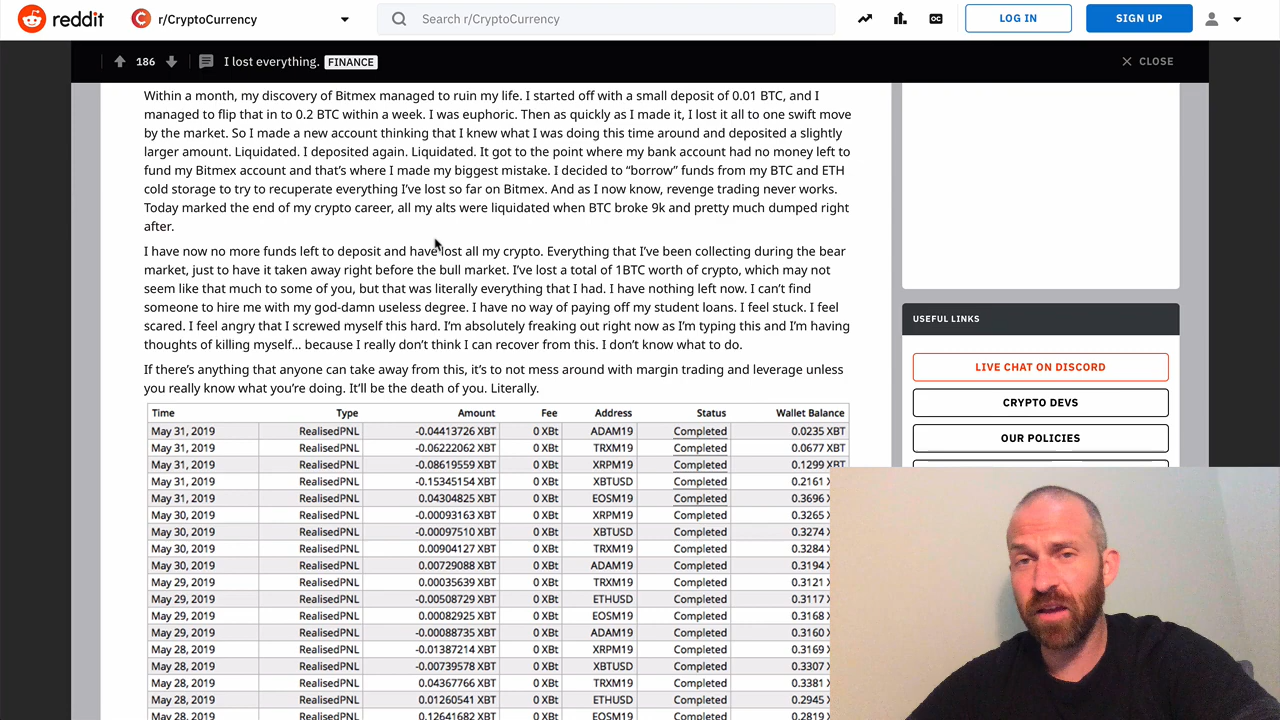 reddit r/CryptoCurrency Search r/CryptoCurrency LOG IN SIGN UP
186 I lost everything. FINANCE CLOSE
Within a month, my discovery of Bitmex managed to ruin my life. I started off with a small deposit of 0.01 BTC, and I
managed to flip that in to 0.2 BTC within a week. I was euphoric. Then as quickly as I made it, I lost it all to one swift move
by the market. So I made a new account thinking that I knew what I was doing this time around and deposited a slightly
larger amount. Liquidated. I deposited again. Liquidated. It got to the point where my bank account had no money left to
fund my Bitmex account and that's where I made my biggest mistake. I decided to “borrow” funds from my BTC and ETH
cold storage to try to recuperate everything I've lost so far on Bitmex. And as I now know, revenge trading never works.
Today marked the end of my crypto career, all my alts were liquidated when BTC broke 9k and pretty much dumped right
after.
I have now no more funds left to deposit and have lost all my crypto. Everything that I've been collecting during the bear
market, just to have it taken away right before the bull market. I've lost a total of 1BTC worth of crypto, which may not
seem like that much to some of you, but that was literally everything that I had. I have nothing left now. I can't find
someone to hire me with my god-damn useless degree. I have no way of paying off my student loans. I feel stuck. I feel
scared. I feel angry that I screwed myself this hard. I'm absolutely freaking out right now as I'm typing this and I'm having
thoughts of killing myself... because I really don't think I can recover from this. I don't know what to do.
If there's anything that anyone can take away from this, it's to not mess around with margin trading and leverage unless
you really know what you're doing. It'll be the death of you. Literally.
Time Type Amount Fee Address Status Wallet Balance
May 31, 2019 RealisedPNL -0.04413726 XBT 0 XBt ADAM19 Completed 0.0235 XBT
May 31, 2019 RealisedPNL -0.06222062 XBT 0 XBt TRXM19 Completed 0.0677 XBT
May 31, 2019 RealisedPNL -0.08619559 XBT 0 XBt XRPM19 Completed 0.1299 XBT
May 31, 2019 RealisedPNL -0.15345154 XBT 0 XBt XBTUSD Completed 0.2161
May 31, 2019 RealisedPNL 0.04304825 XBT 0 XBt EOSM19 Completed 0.3696
May 30, 2019 RealisedPNL -0.00093163 XBT 0 XBt XRPM19 Completed 0.3265
May 30, 2019 RealisedPNL -0.00097510 XBT 0 XBt XBTUSD Completed 0.3274
May 30, 2019 RealisedPNL 0.00904127 XBT 0 XBt TRXM19 Completed 0.3284
May 30, 2019 RealisedPNL 0.00729088 XBT 0 XBt ADAM19 Completed 0.3194
May 29, 2019 RealisedPNL 0.00035639 XBT 0 XBt TRXM19 Completed 0.3121
May 29, 2019 RealisedPNL -0.00508729 XBT 0 XBt ETHUSD Completed 0.3117
May 29, 2019 RealisedPNL 0.00082925 XBT 0 XBt EOSM19 Completed 0.3168
May 29, 2019 RealisedPNL -0.00088735 XBT 0 XBt ADAM19 Completed 0.3160
May 28, 2019 RealisedPNL -0.01387214 XBT 0 XBt XRPM19 Completed 0.3169
May 28, 2019 RealisedPNL -0.00739578 XBT 0 XBt XBTUSD Completed 0.3307
May 28, 2019 RealisedPNL 0.04367766 XBT 0 XBt TRXM19 Completed 0.3381
May 28, 2019 RealisedPNL 0.01260541 XBT 0 XBt ETHUSD Completed 0.2945
May 28, 2019 RealisedPNL 0.12641682 XBT 0 XBt EOSM19 Completed 0.2819
USEFUL LINKS
LIVE CHAT ON DISCORD
CRYPTO DEVS
OUR POLICIES